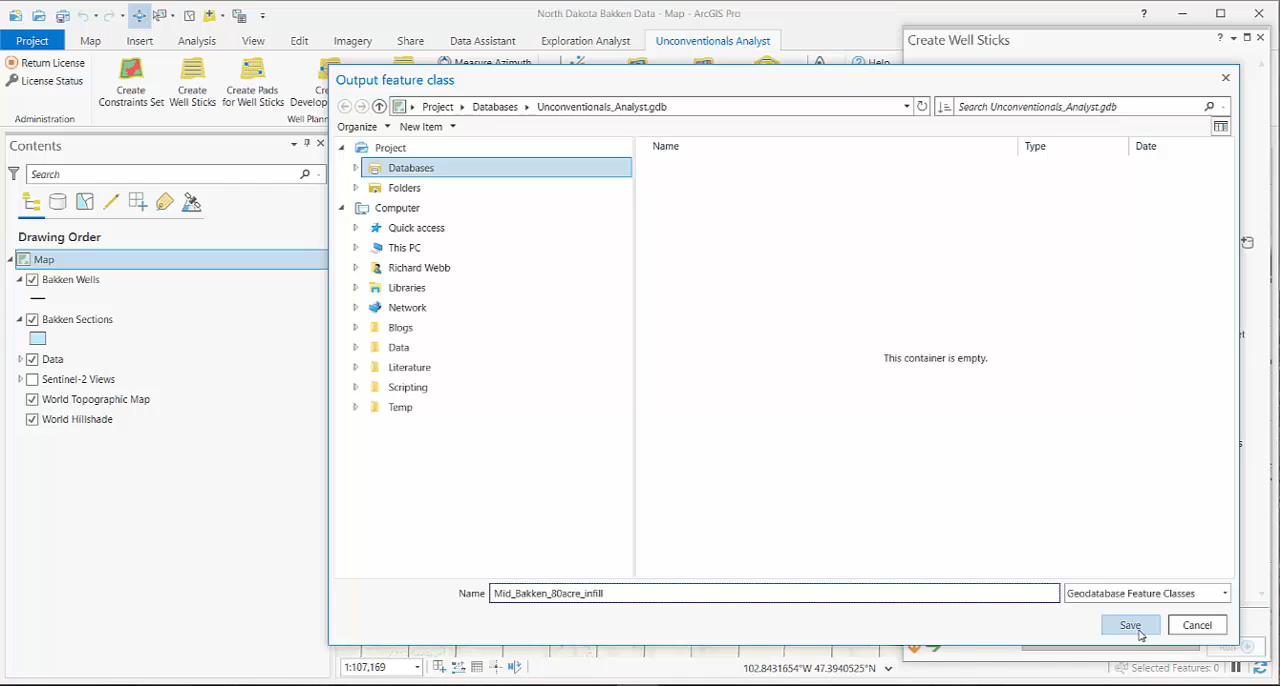 North Dakota Bakken Data - Map - ArcGIS Pro
?
Project Map Insert Analysis View Edit Imagery Share Data Assistant Exploration Analyst Unconventionals Analyst
Create Well Sticks
?
Return License
License Status
Administration
Create
Constraints Set
Create
Well Sticks
Create Pads
for Well Sticks
Measure Azimuth
Help
Output feature class
Project Databases Unconventionals_Analyst.gdb
Search Unconventionals_Analyst.gdb
Organize New Item
Contents
Search
Drawing Order
Map
Bakken Wells
Bakken Sections
Data
Sentinel-2 Views
World Topographic Map
World Hillshade
Project
Databases
Folders
Computer
Quick access
This PC
Richard Webb
Libraries
Network
Blogs
Data
Literature
Scripting
Temp
Name Type Date
This container is empty.
Name Mid_Bakken_80acre_infill Geodatabase Feature Classes
Save Cancel
1:107,169
102.8431654°W 47.3940525°N
Selected Features: 0